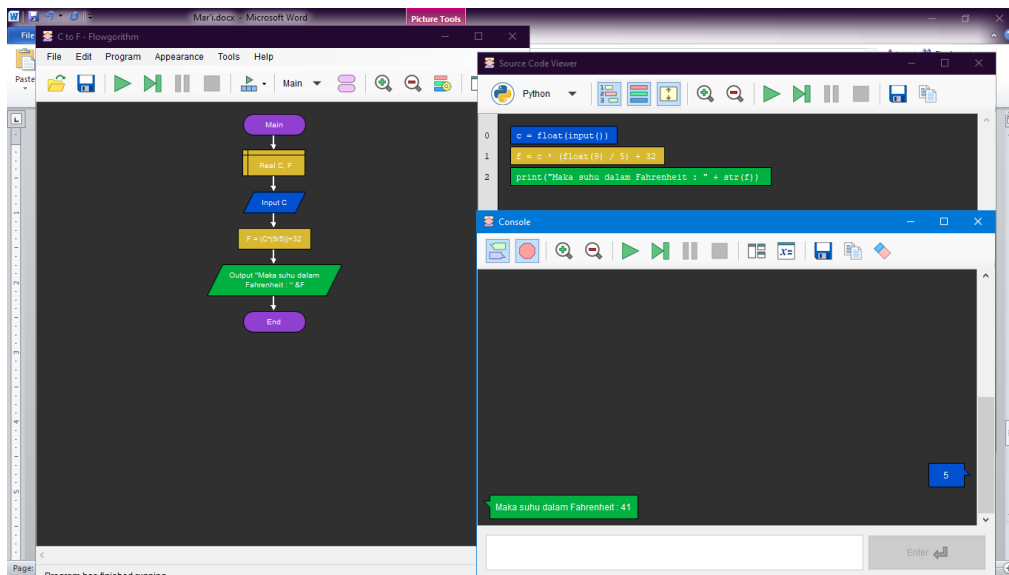 Mar'i.docx - Microsoft Word
Picture Tools
File
Paste
C to F - Flowgorithm
File Edit Program Appearance Tools Help
Main
Main
Real C, F
Input C
F = (C*(9/5))+32
Output "Maka suhu dalam
Fahrenheit : " &F
End
Source Code Viewer
Python
0 c = float(input())
1 f = c * (float(9) / 5) + 32
2 print("Maka suhu dalam Fahrenheit : " + str(f))
Console
5
Maka suhu dalam Fahrenheit : 41
Enter
Page:
Program has finished running